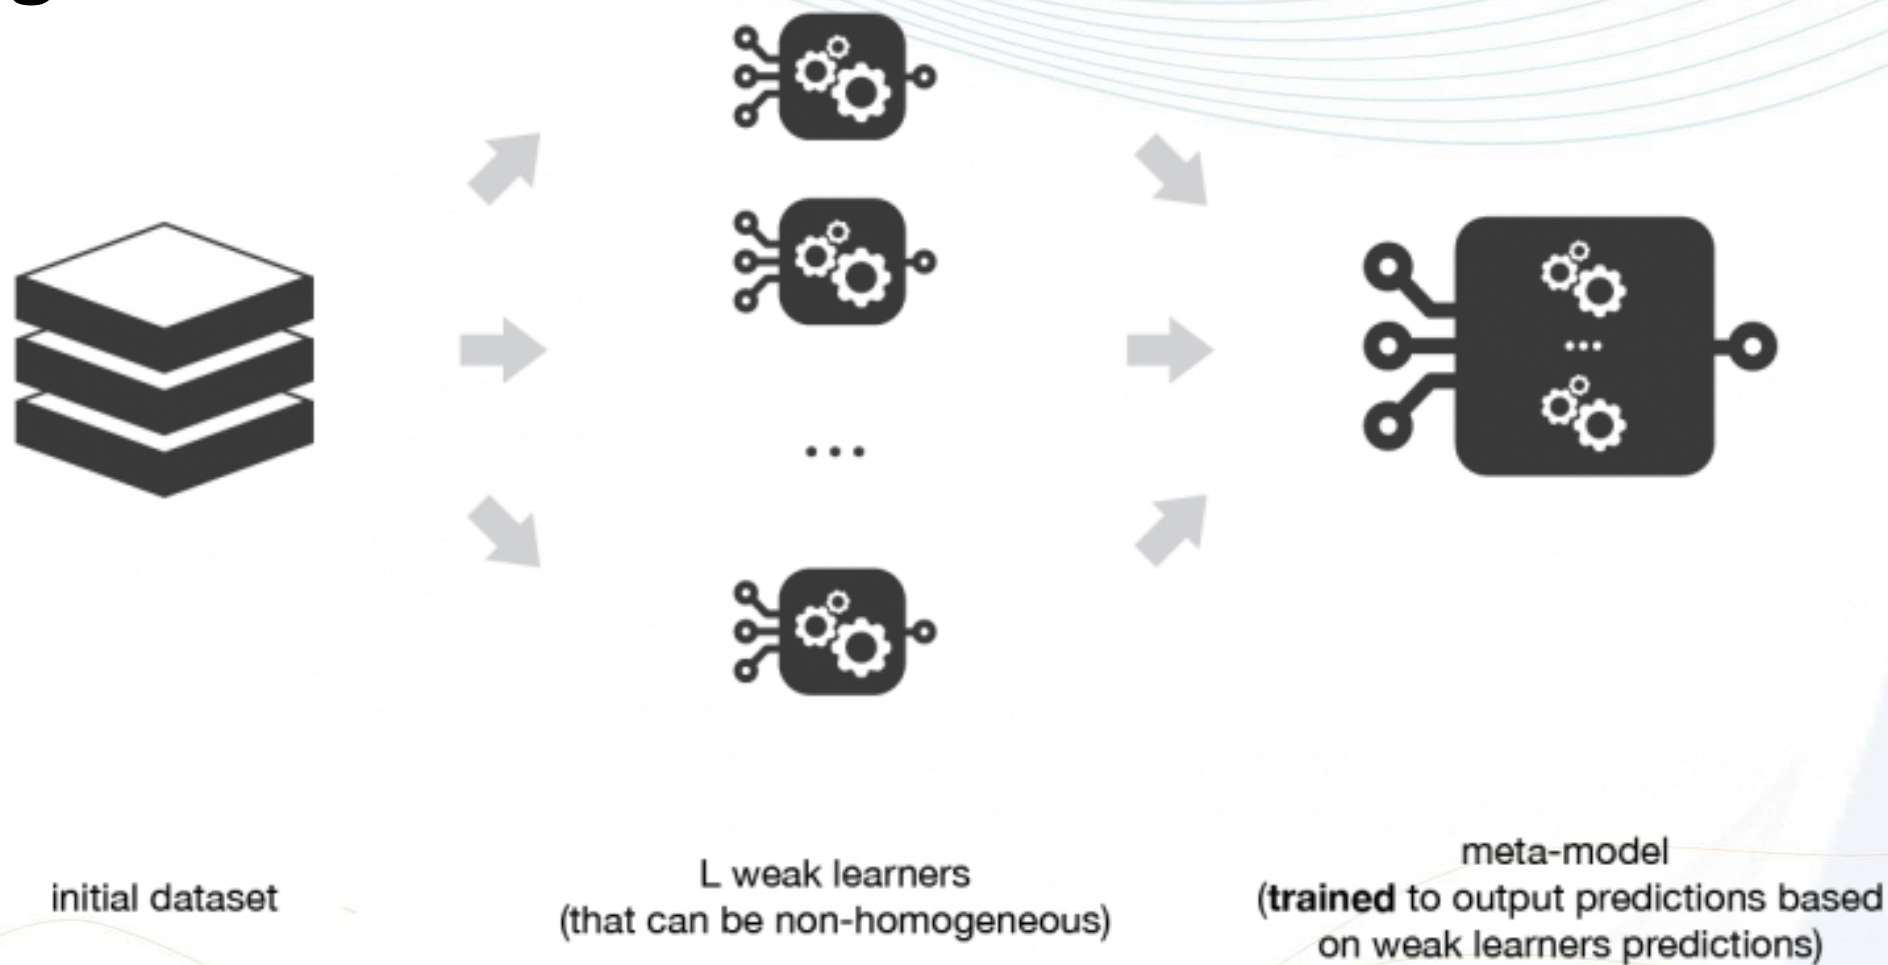 initial dataset
L weak learners
(that can be non-homogeneous)
meta-model
(trained to output predictions based
on weak learners predictions)